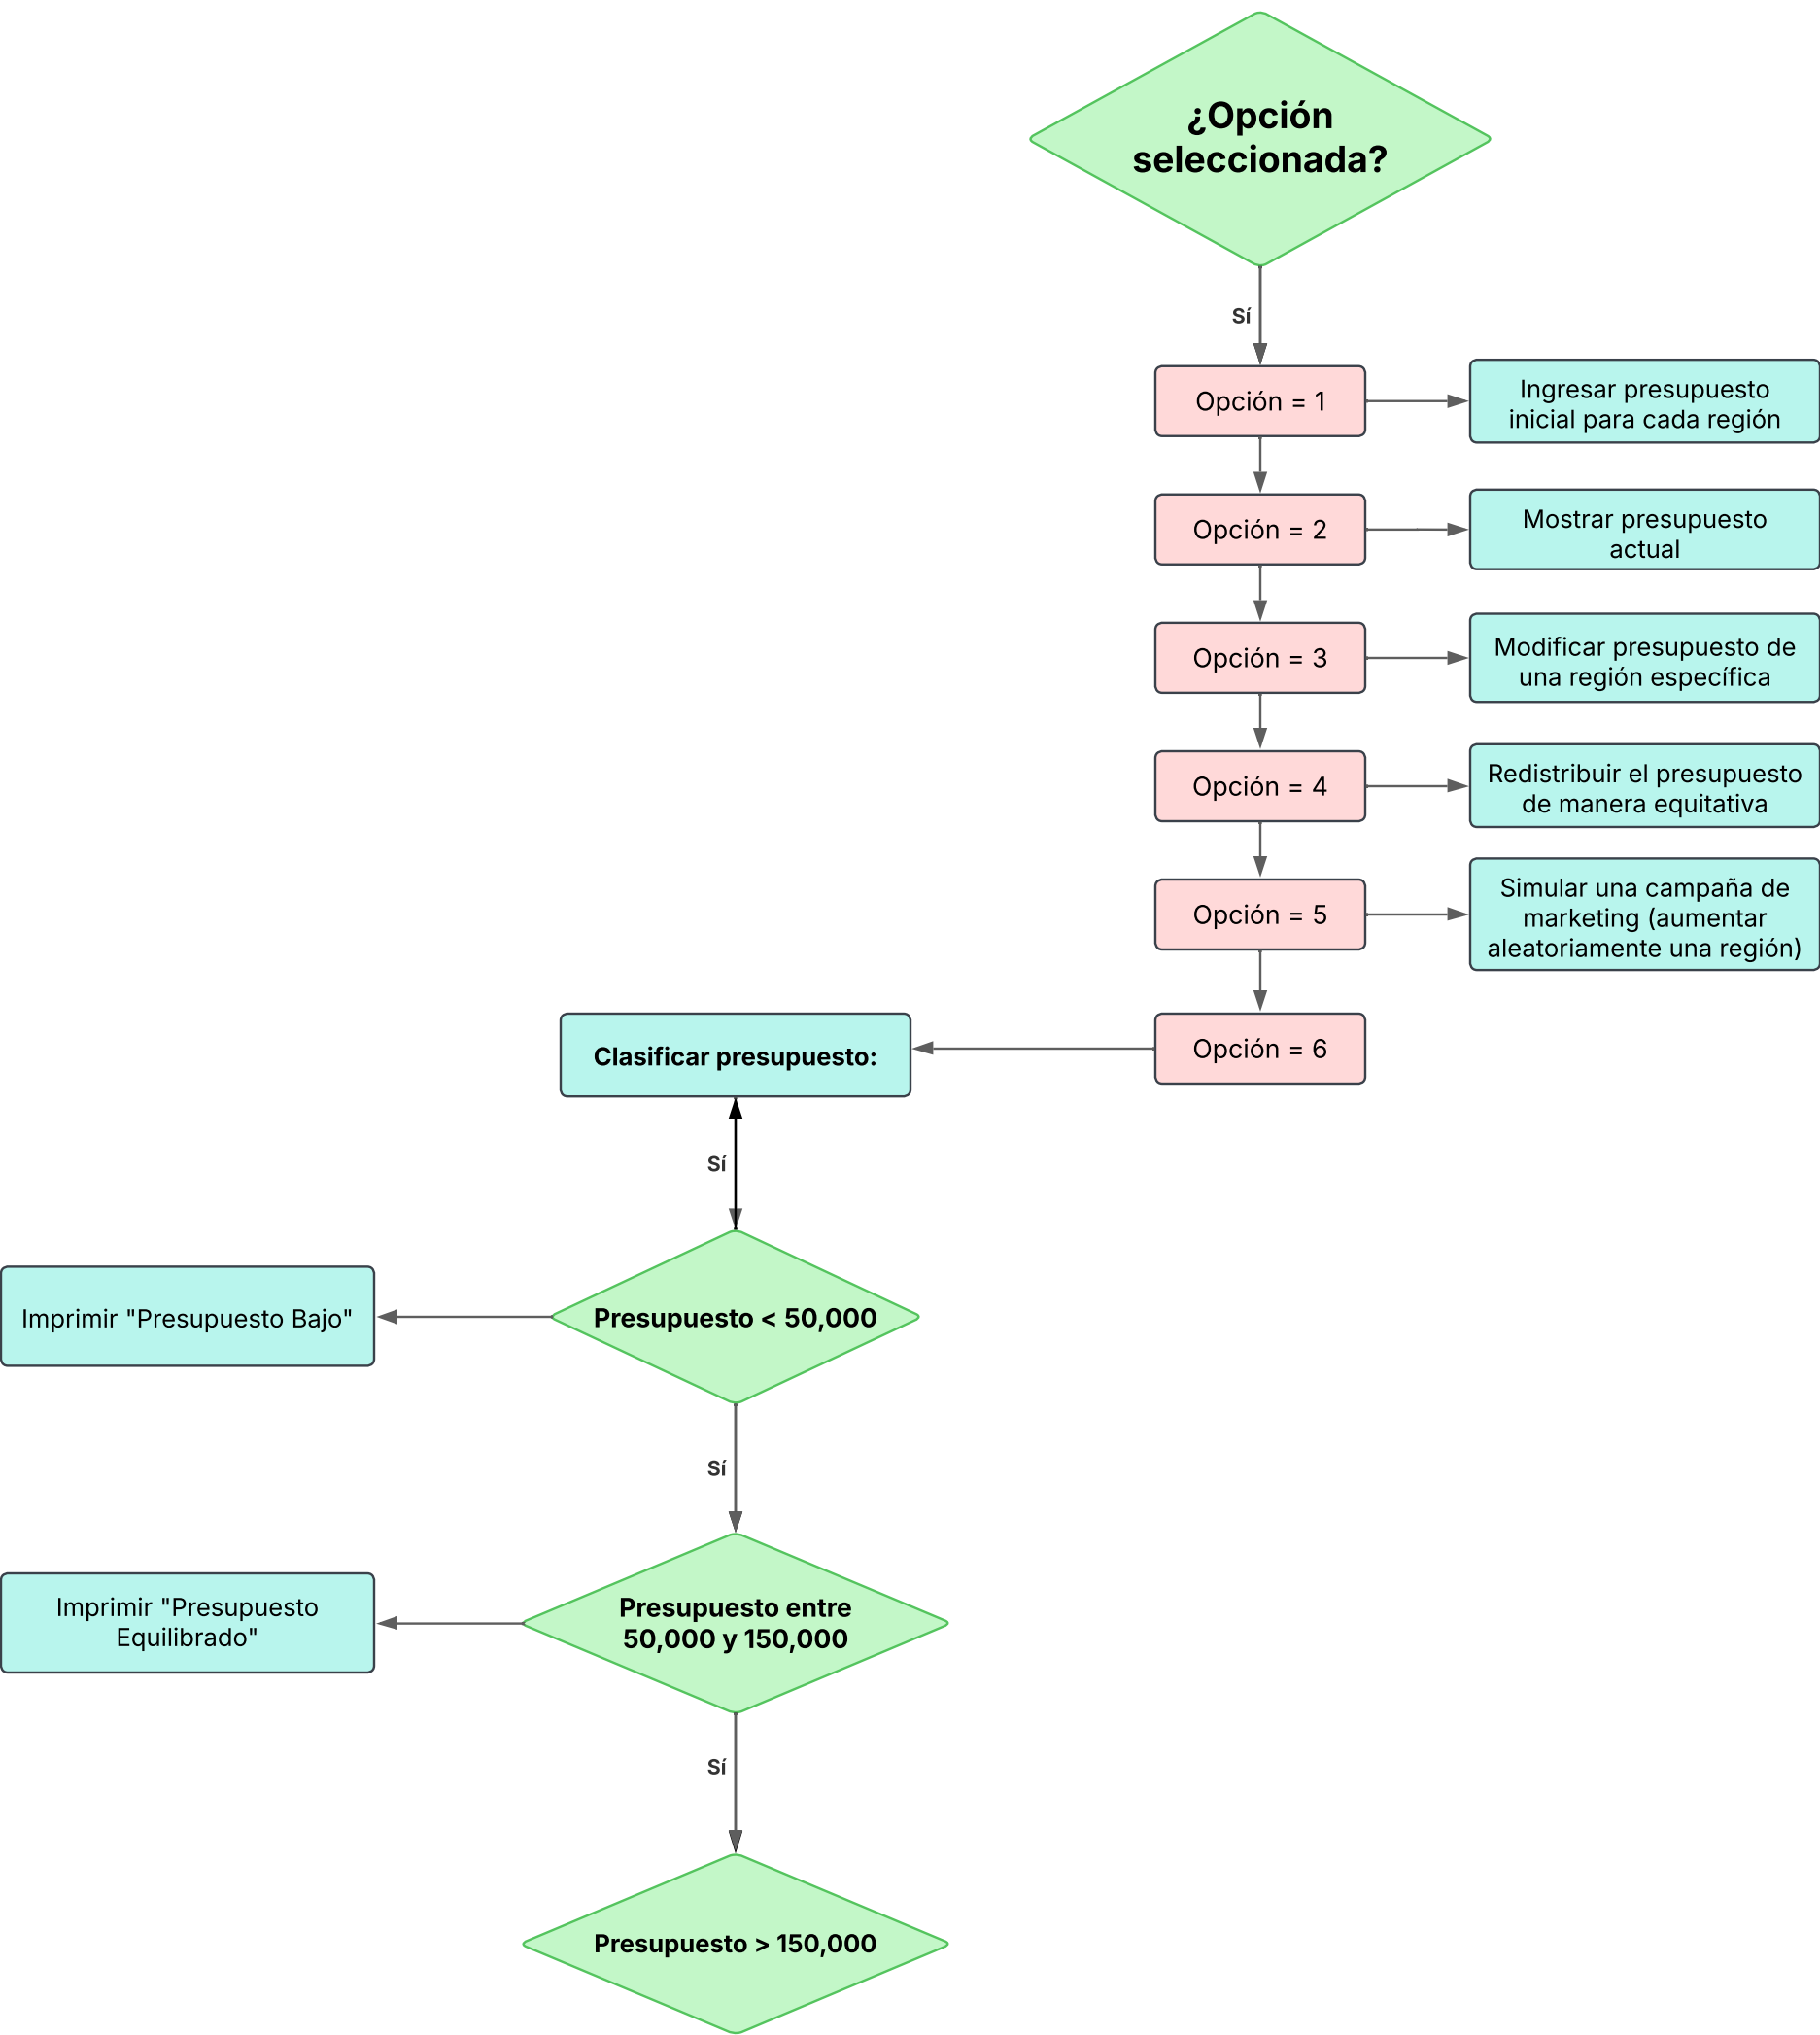 ¿Opción
seleccionada?
Sí
Opción = 1
Ingresar presupuesto
inicial para cada región
Opción = 2
Mostrar presupuesto
actual
Opción = 3
Modificar presupuesto de
una región específica
Opción = 4
Redistribuir el presupuesto
de manera equitativa
Opción = 5
Simular una campaña de
marketing (aumentar
aleatoriamente una región)
Opción = 6
Clasificar presupuesto:
Sí
Presupuesto < 50,000
Imprimir "Presupuesto Bajo"
Sí
Presupuesto entre
50,000 y 150,000
Imprimir "Presupuesto
Equilibrado"
Sí
Presupuesto > 150,000